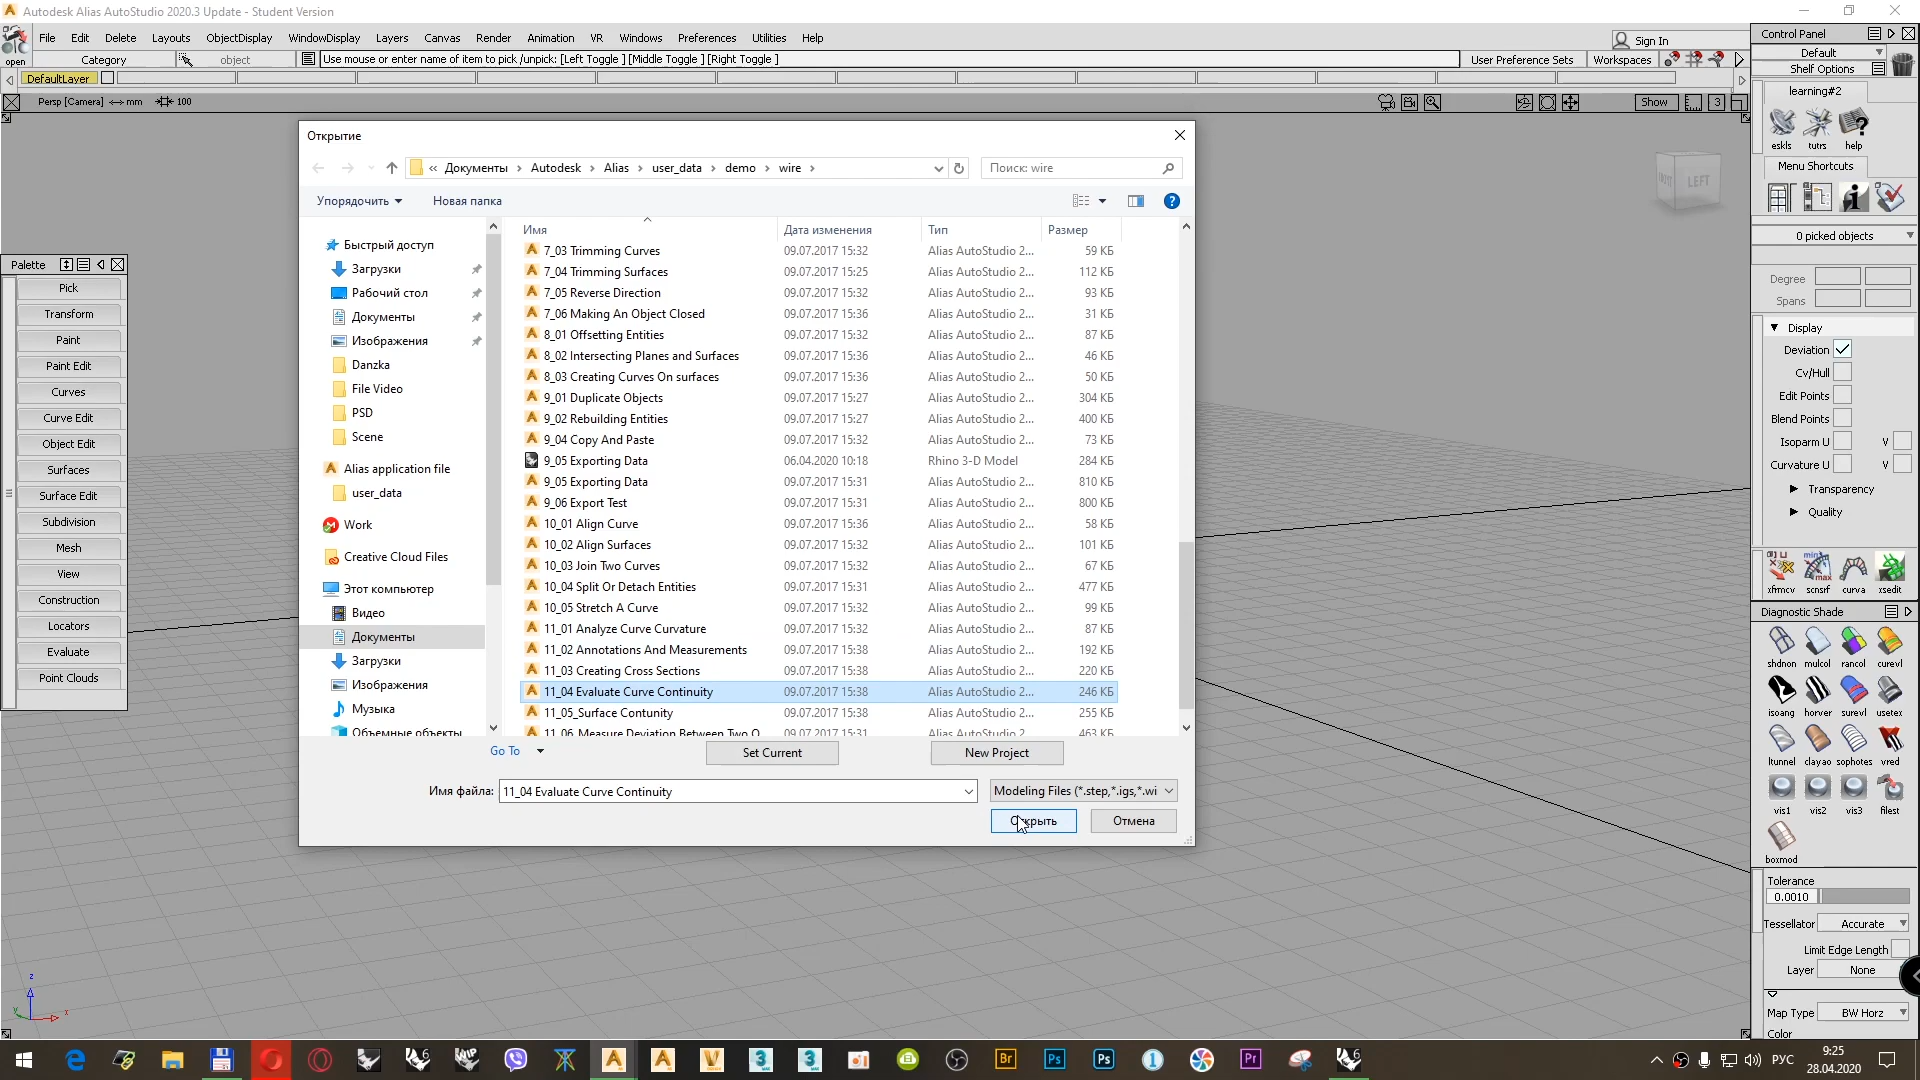 Autodesk Alias AutoStudio 2020.3 Update - Student Version
File Edit Delete Layouts ObjectDisplay WindowDisplay Layers Canvas Render Animation VR Windows Preferences Utilities Help
Sign In
open
Category
object
Use mouse or enter name of item to pick /unpick: [Left Toggle ] [Middle Toggle ] [Right Toggle ]
User Preference Sets
Workspaces
DefaultLayer
Persp [Camera] mm 100
Show
3
LEFT
Palette
Pick
Transform
Paint
Paint Edit
Curves
Curve Edit
Object Edit
Surfaces
Surface Edit
Subdivision
Mesh
View
Construction
Locators
Evaluate
Point Clouds
Открытие
« Документы › Autodesk › Alias › user_data › demo › wire ›
Поиск: wire
Упорядочить
Новая папка
Быстрый доступ
Загрузки
Рабочий стол
Документы
Изображения
Danzka
File Video
PSD
Scene
Alias application file
user_data
Work
Creative Cloud Files
Этот компьютер
Видео
Документы
Загрузки
Изображения
Музыка
Объемные объекты
Имя Дата изменения Тип Размер
7_03 Trimming Curves 09.07.2017 15:32 Alias AutoStudio 2... 59 КБ
7_04 Trimming Surfaces 09.07.2017 15:25 Alias AutoStudio 2... 112 КБ
7_05 Reverse Direction 09.07.2017 15:32 Alias AutoStudio 2... 93 КБ
7_06 Making An Object Closed 09.07.2017 15:36 Alias AutoStudio 2... 31 КБ
8_01 Offsetting Entities 09.07.2017 15:32 Alias AutoStudio 2... 87 КБ
8_02 Intersecting Planes and Surfaces 09.07.2017 15:36 Alias AutoStudio 2... 46 КБ
8_03 Creating Curves On surfaces 09.07.2017 15:36 Alias AutoStudio 2... 50 КБ
9_01 Duplicate Objects 09.07.2017 15:27 Alias AutoStudio 2... 304 КБ
9_02 Rebuilding Entities 09.07.2017 15:27 Alias AutoStudio 2... 400 КБ
9_04 Copy And Paste 09.07.2017 15:32 Alias AutoStudio 2... 73 КБ
9_05 Exporting Data 06.04.2020 10:18 Rhino 3-D Model 284 КБ
9_05 Exporting Data 09.07.2017 15:31 Alias AutoStudio 2... 810 КБ
9_06 Export Test 09.07.2017 15:31 Alias AutoStudio 2... 800 КБ
10_01 Align Curve 09.07.2017 15:36 Alias AutoStudio 2... 58 КБ
10_02 Align Surfaces 09.07.2017 15:32 Alias AutoStudio 2... 101 КБ
10_03 Join Two Curves 09.07.2017 15:32 Alias AutoStudio 2... 67 КБ
10_04 Split Or Detach Entities 09.07.2017 15:31 Alias AutoStudio 2... 477 КБ
10_05 Stretch A Curve 09.07.2017 15:32 Alias AutoStudio 2... 99 КБ
11_01 Analyze Curve Curvature 09.07.2017 15:32 Alias AutoStudio 2... 87 КБ
11_02 Annotations And Measurements 09.07.2017 15:38 Alias AutoStudio 2... 192 КБ
11_03 Creating Cross Sections 09.07.2017 15:38 Alias AutoStudio 2... 220 КБ
11_04 Evaluate Curve Continuity 09.07.2017 15:38 Alias AutoStudio 2... 246 КБ
11_05_Surface Contunity 09.07.2017 15:38 Alias AutoStudio 2... 255 КБ
11_06 Measure Deviation Between Two O... 09.07.2017 15:31 Alias AutoStudio 2... 463 КБ
Go To
Set Current
New Project
Имя файла: 11_04 Evaluate Curve Continuity
Modeling Files (*.step,*.igs,*.wi
Открыть
Отмена
Control Panel
Default
Shelf Options
learning#2
eskls tutrs help
Menu Shortcuts
0 picked objects
Degree
Spans
Display
Deviation
Cv/Hull
Edit Points
Blend Points
Isoparm U V
Curvature U V
Transparency
Quality
xfrmcv scnsrf curva xsedit
Diagnostic Shade
shdnon mulcol rancol curevl
isoang horver surevl usetex
ltunnel clayao sophotes vred
vis1 vis2 vis3 filest
boxmod
Tolerance
0.0010
Tessellator Accurate
Limit Edge Length
Layer None
Map Type BW Horz
Color
z
y
x
РУС
9:25
28.04.2020